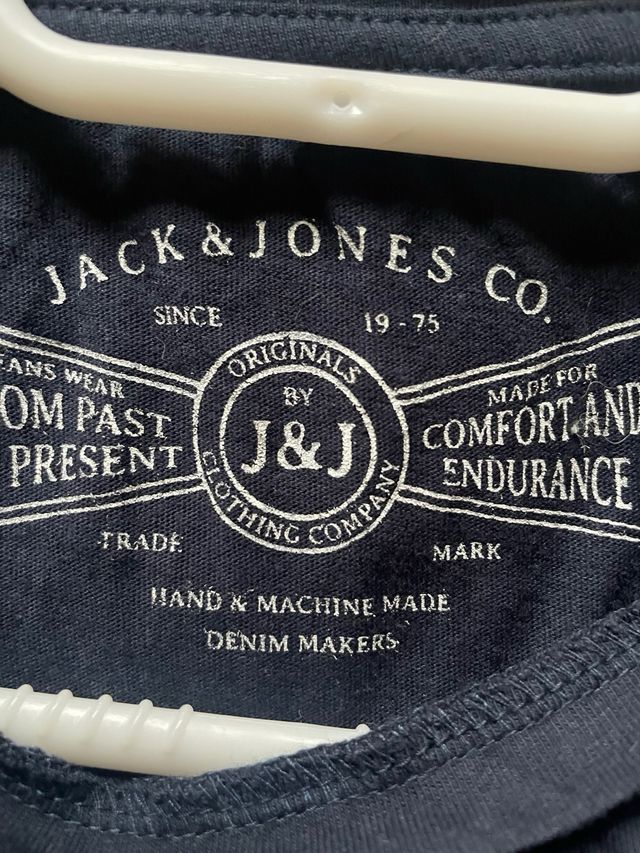 JACK & JONES CO.
SINCE 19-75
EANS WEAR
OM PAST
PRESENT
ORIGINALS
BY
J&J
CLOTHING COMPANY
MADE FOR
COMFORT AND
ENDURANCE
TRADE MARK
HAND & MACHINE MADE
DENIM MAKERS